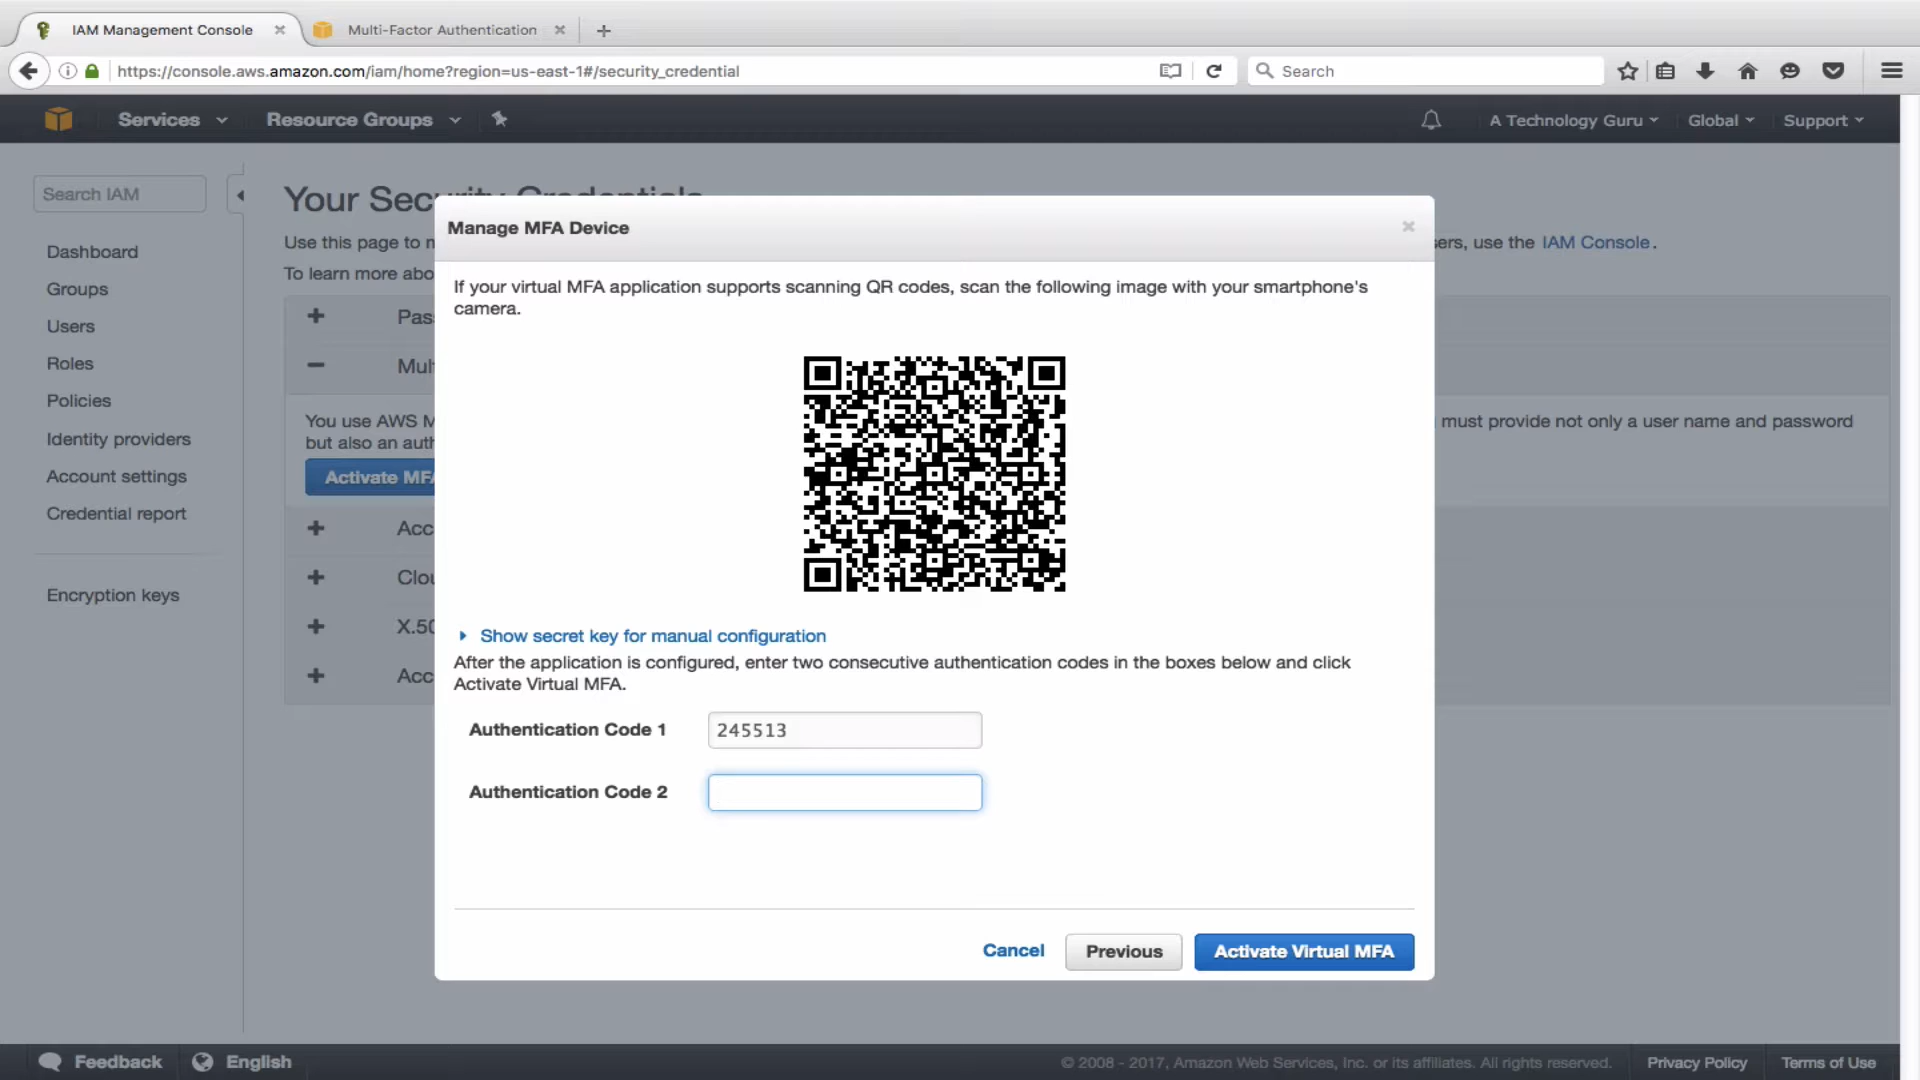 IAM Management Console
Multi-Factor Authentication
https://console.aws.amazon.com/iam/home?region=us-east-1#/security_credential
Search
Services
Resource Groups
A Technology Guru
Global
Support
Search IAM
Dashboard
Groups
Users
Roles
Policies
Identity providers
Account settings
Credential report
Encryption keys
Your Security Credentials
Use this page to
ers, use the IAM Console.
To learn more abo
Pas
Mul
You use AWS M
must provide not only a user name and password
but also an auth
Activate MFA
Acc
Clou
X.50
Acc
Manage MFA Device
If your virtual MFA application supports scanning QR codes, scan the following image with your smartphone's
camera.
Show secret key for manual configuration
After the application is configured, enter two consecutive authentication codes in the boxes below and click
Activate Virtual MFA.
Authentication Code 1
245513
Authentication Code 2
Cancel
Previous
Activate Virtual MFA
Feedback
English
© 2008 - 2017, Amazon Web Services, Inc. or its affiliates. All rights reserved.
Privacy Policy
Terms of Use